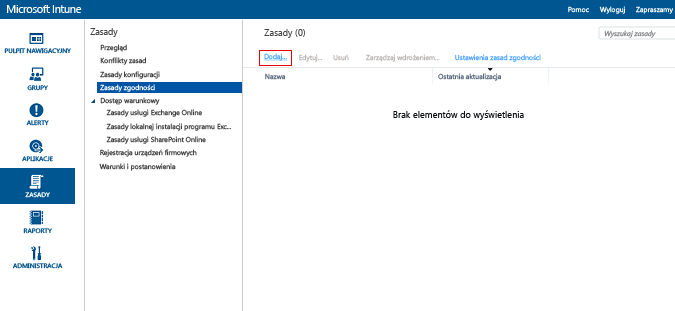 Microsoft Intune
Pomoc Wyloguj Zapraszamy
PULPIT NAWIGACYJNY
GRUPY
ALERTY
APLIKACJE
ZASADY
RAPORTY
ADMINISTRACJA
Zasady
Przegląd
Konflikty zasad
Zasady konfiguracji
Zasady zgodności
Dostęp warunkowy
Zasady usługi Exchange Online
Zasady lokalnej instalacji programu Exc...
Zasady usługi SharePoint Online
Rejestracja urządzeń firmowych
Warunki i postanowienia
Zasady (0)
Wyszukaj zasady
Dodaj... Edytuj... Usuń Zarządzaj wdrożeniem... Ustawienia zasad zgodności
Nazwa Ostatnia aktualizacja
Brak elementów do wyświetlenia